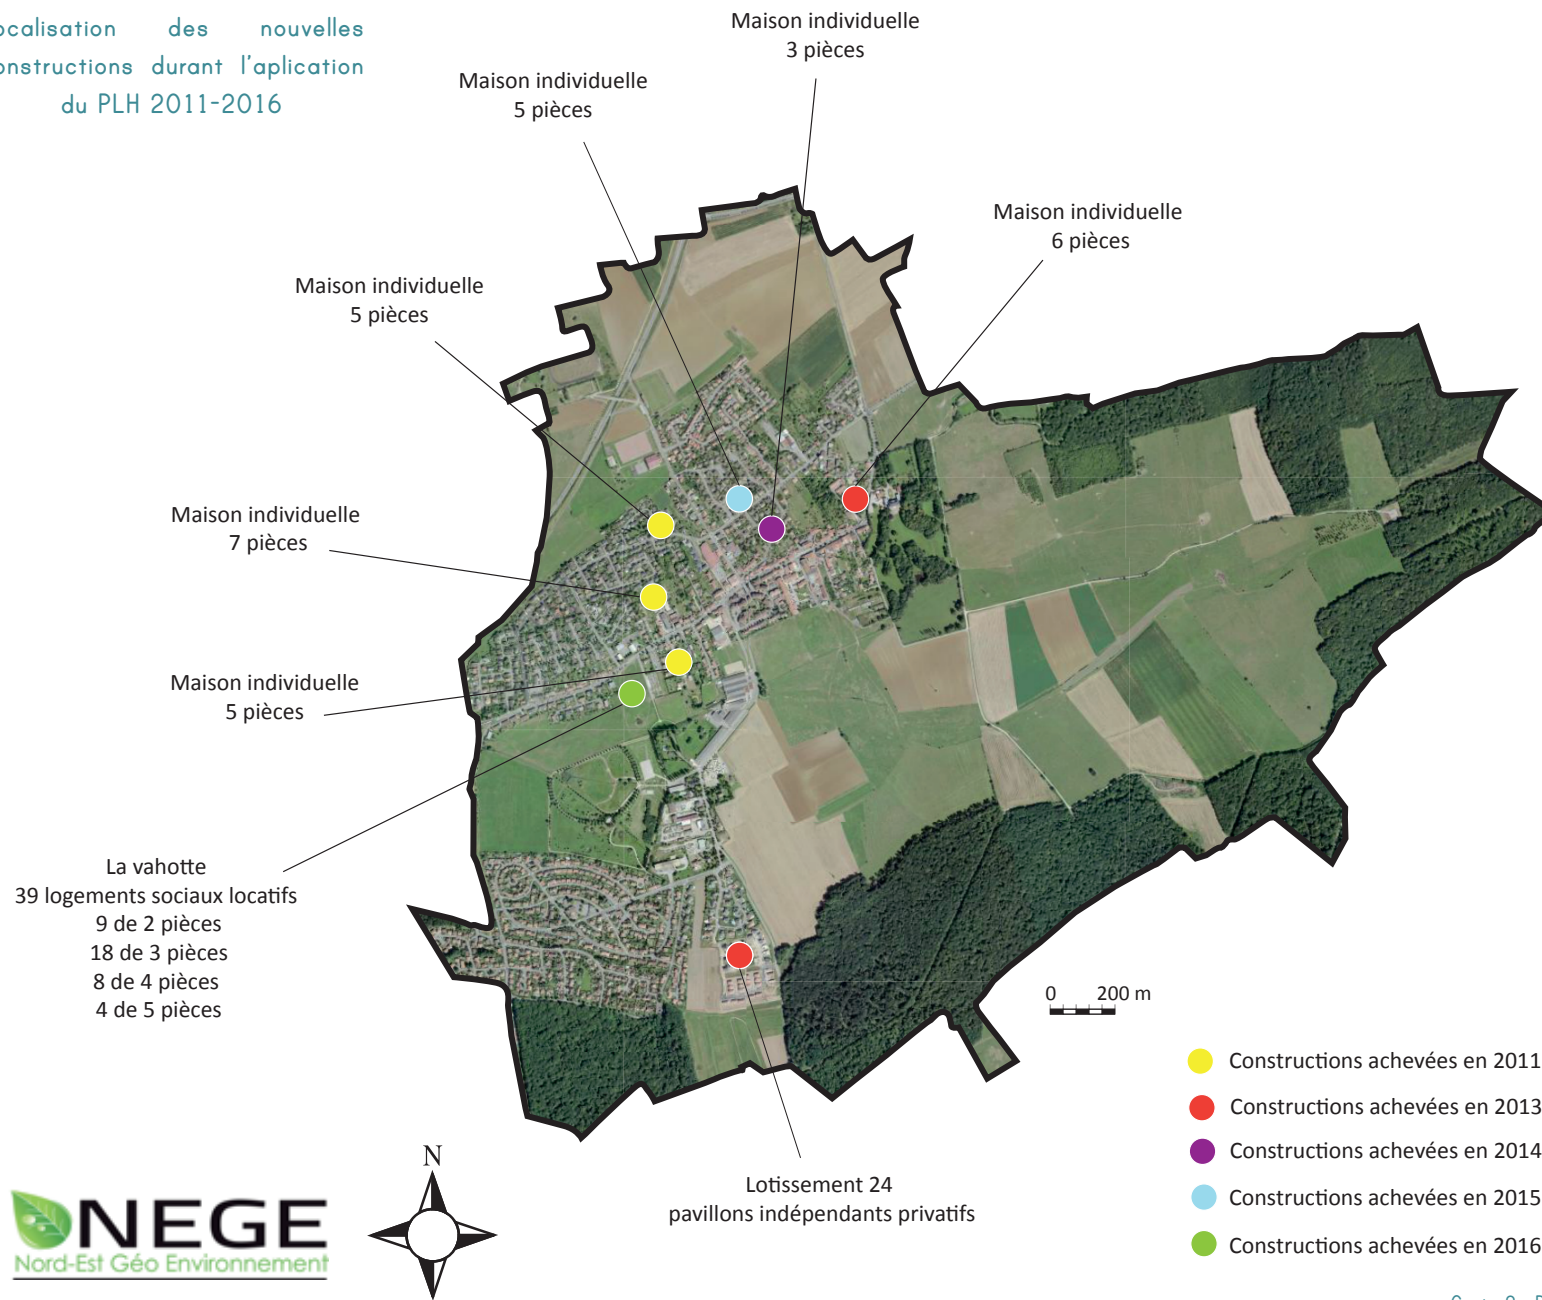 ocalisation des nouvelles
onstructions durant l'aplication
du PLH 2011-2016
Maison individuelle
3 pièces
Maison individuelle
5 pièces
Maison individuelle
6 pièces
Maison individuelle
5 pièces
Maison individuelle
7 pièces
Maison individuelle
5 pièces
La vahotte
39 logements sociaux locatifs
9 de 2 pièces
18 de 3 pièces
8 de 4 pièces
4 de 5 pièces
0 200 m
Constructions achevées en 2011
Constructions achevées en 2013
Constructions achevées en 2014
Constructions achevées en 2015
Constructions achevées en 2016
Lotissement 24
pavillons indépendants privatifs
N
NEGE
Nord-Est Géo Environnement